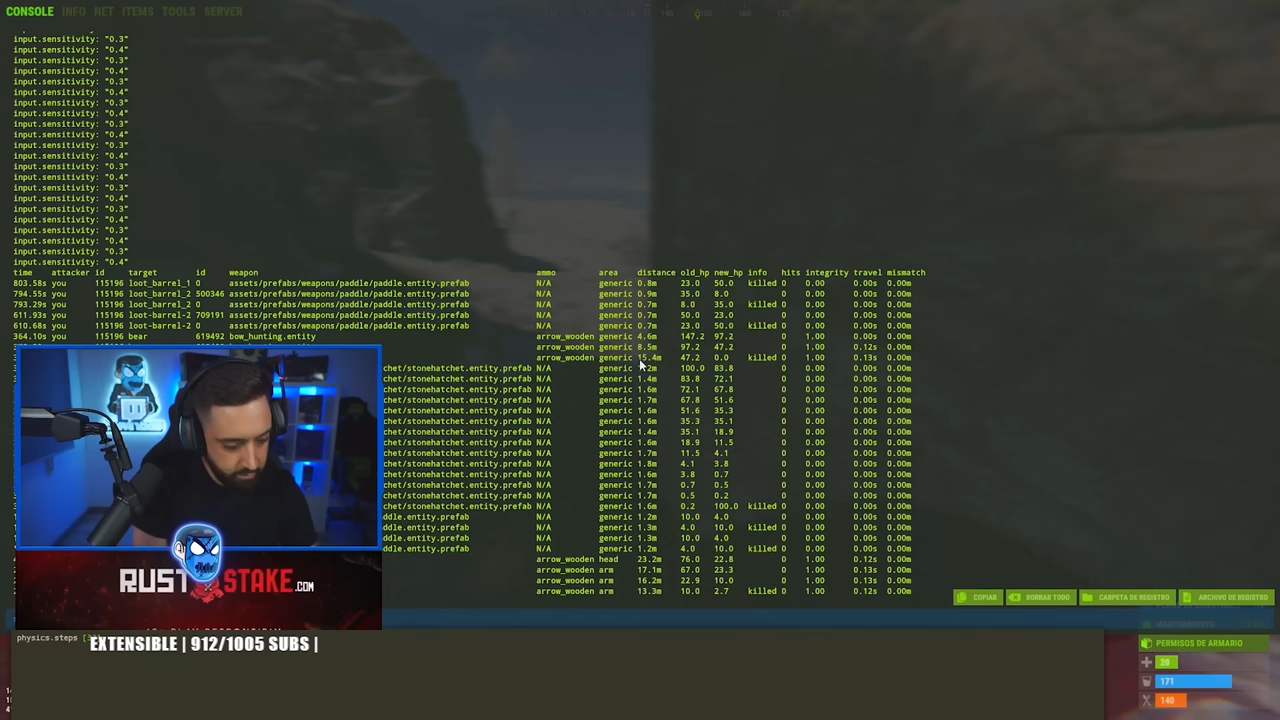 CONSOLE INFO NET ITEMS TOOLS SERVER
input.sensitivity: "0.3"
input.sensitivity: "0.4"
input.sensitivity: "0.3"
input.sensitivity: "0.4"
input.sensitivity: "0.3"
input.sensitivity: "0.4"
input.sensitivity: "0.3"
input.sensitivity: "0.4"
input.sensitivity: "0.3"
input.sensitivity: "0.4"
input.sensitivity: "0.3"
input.sensitivity: "0.4"
input.sensitivity: "0.3"
input.sensitivity: "0.4"
input.sensitivity: "0.3"
input.sensitivity: "0.4"
input.sensitivity: "0.3"
input.sensitivity: "0.4"
input.sensitivity: "0.3"
input.sensitivity: "0.4"
input.sensitivity: "0.3"
input.sensitivity: "0.4"
time attacker id target id weapon ammo area distance old_hp new_hp info hits integrity travel mismatch
803.58s you 115196 loot_barrel_1 0 assets/prefabs/weapons/paddle/paddle.entity.prefab N/A generic 0.8m 23.0 50.0 killed 0 1.00 0.00s 0.00m
794.55s you 115196 loot_barrel_2 500346 assets/prefabs/weapons/paddle/paddle.entity.prefab N/A generic 0.9m 35.0 8.0 0 1.00 0.00s 0.00m
793.29s you 115196 loot_barrel_2 0 assets/prefabs/weapons/paddle/paddle.entity.prefab N/A generic 0.7m 8.0 35.0 killed 0 1.00 0.00s 0.00m
611.93s you 115196 loot-barrel-2 709191 assets/prefabs/weapons/paddle/paddle.entity.prefab N/A generic 0.7m 50.0 23.0 0 1.00 0.00s 0.00m
610.68s you 115196 loot-barrel-2 0 assets/prefabs/weapons/paddle/paddle.entity.prefab N/A generic 0.7m 23.0 50.0 killed 0 1.00 0.00s 0.00m
364.10s you 115196 bear 619492 bow_hunting.entity arrow_wooden generic 4.6m 147.2 97.2 0 1.00 0.00s 0.00m
arrow_wooden generic 8.5m 97.2 47.2 0 1.00 0.12s 0.00m
arrow_wooden generic 15.4m 47.2 0.0 killed 0 1.00 0.13s 0.00m
chet/stonehatchet.entity.prefab N/A generic 100.0 83.8 0 0.00 0.00s 0.00m
chet/stonehatchet.entity.prefab N/A generic 1.4m 83.8 72.1 0 0.00 0.00s 0.00m
chet/stonehatchet.entity.prefab N/A generic 1.6m 72.1 67.8 0 0.00 0.00s 0.00m
chet/stonehatchet.entity.prefab N/A generic 1.7m 67.8 51.6 0 0.00 0.00s 0.00m
chet/stonehatchet.entity.prefab N/A generic 1.6m 51.6 35.3 0 0.00 0.00s 0.00m
chet/stonehatchet.entity.prefab N/A generic 1.6m 35.3 35.1 0 0.00 0.00s 0.00m
chet/stonehatchet.entity.prefab N/A generic 1.4m 35.1 18.9 0 0.00 0.00s 0.00m
chet/stonehatchet.entity.prefab N/A generic 1.6m 18.9 11.5 0 0.00 0.00s 0.00m
chet/stonehatchet.entity.prefab N/A generic 1.7m 11.5 4.1 0 0.00 0.00s 0.00m
chet/stonehatchet.entity.prefab N/A generic 1.8m 4.1 3.8 0 0.00 0.00s 0.00m
chet/stonehatchet.entity.prefab N/A generic 1.6m 3.8 0.7 0 0.00 0.00s 0.00m
chet/stonehatchet.entity.prefab N/A generic 1.7m 0.7 0.5 0 0.00 0.00s 0.00m
chet/stonehatchet.entity.prefab N/A generic 1.7m 0.5 0.2 0 0.00 0.00s 0.00m
chet/stonehatchet.entity.prefab N/A generic 1.6m 0.2 100.0 killed 0 0.00 0.00s 0.00m
ddle.entity.prefab N/A generic 1.2m 10.0 4.0 0 1.00 0.00s 0.00m
ddle.entity.prefab N/A generic 1.3m 4.0 10.0 killed 0 1.00 0.00s 0.00m
ddle.entity.prefab N/A generic 1.3m 10.0 4.0 0 1.00 0.00s 0.00m
ddle.entity.prefab N/A generic 1.2m 4.0 10.0 killed 0 1.00 0.00s 0.00m
arrow_wooden head 23.2m 76.0 22.8 0 1.00 0.12s 0.00m
arrow_wooden arm 17.1m 67.0 23.3 0 1.00 0.13s 0.00m
arrow_wooden arm 16.2m 22.9 10.0 0 1.00 0.13s 0.00m
arrow_wooden arm 13.3m 10.0 2.7 killed 0 1.00 0.12s 0.00m
COPIAR BORRAR TODO CARPETA DE REGISTRO ARCHIVO DE REGISTRO
RUST STAKE.COM
physics.steps
EXTENSIBLE | 912/1005 SUBS |
PERMISOS DE ARMARIO
20
171
140